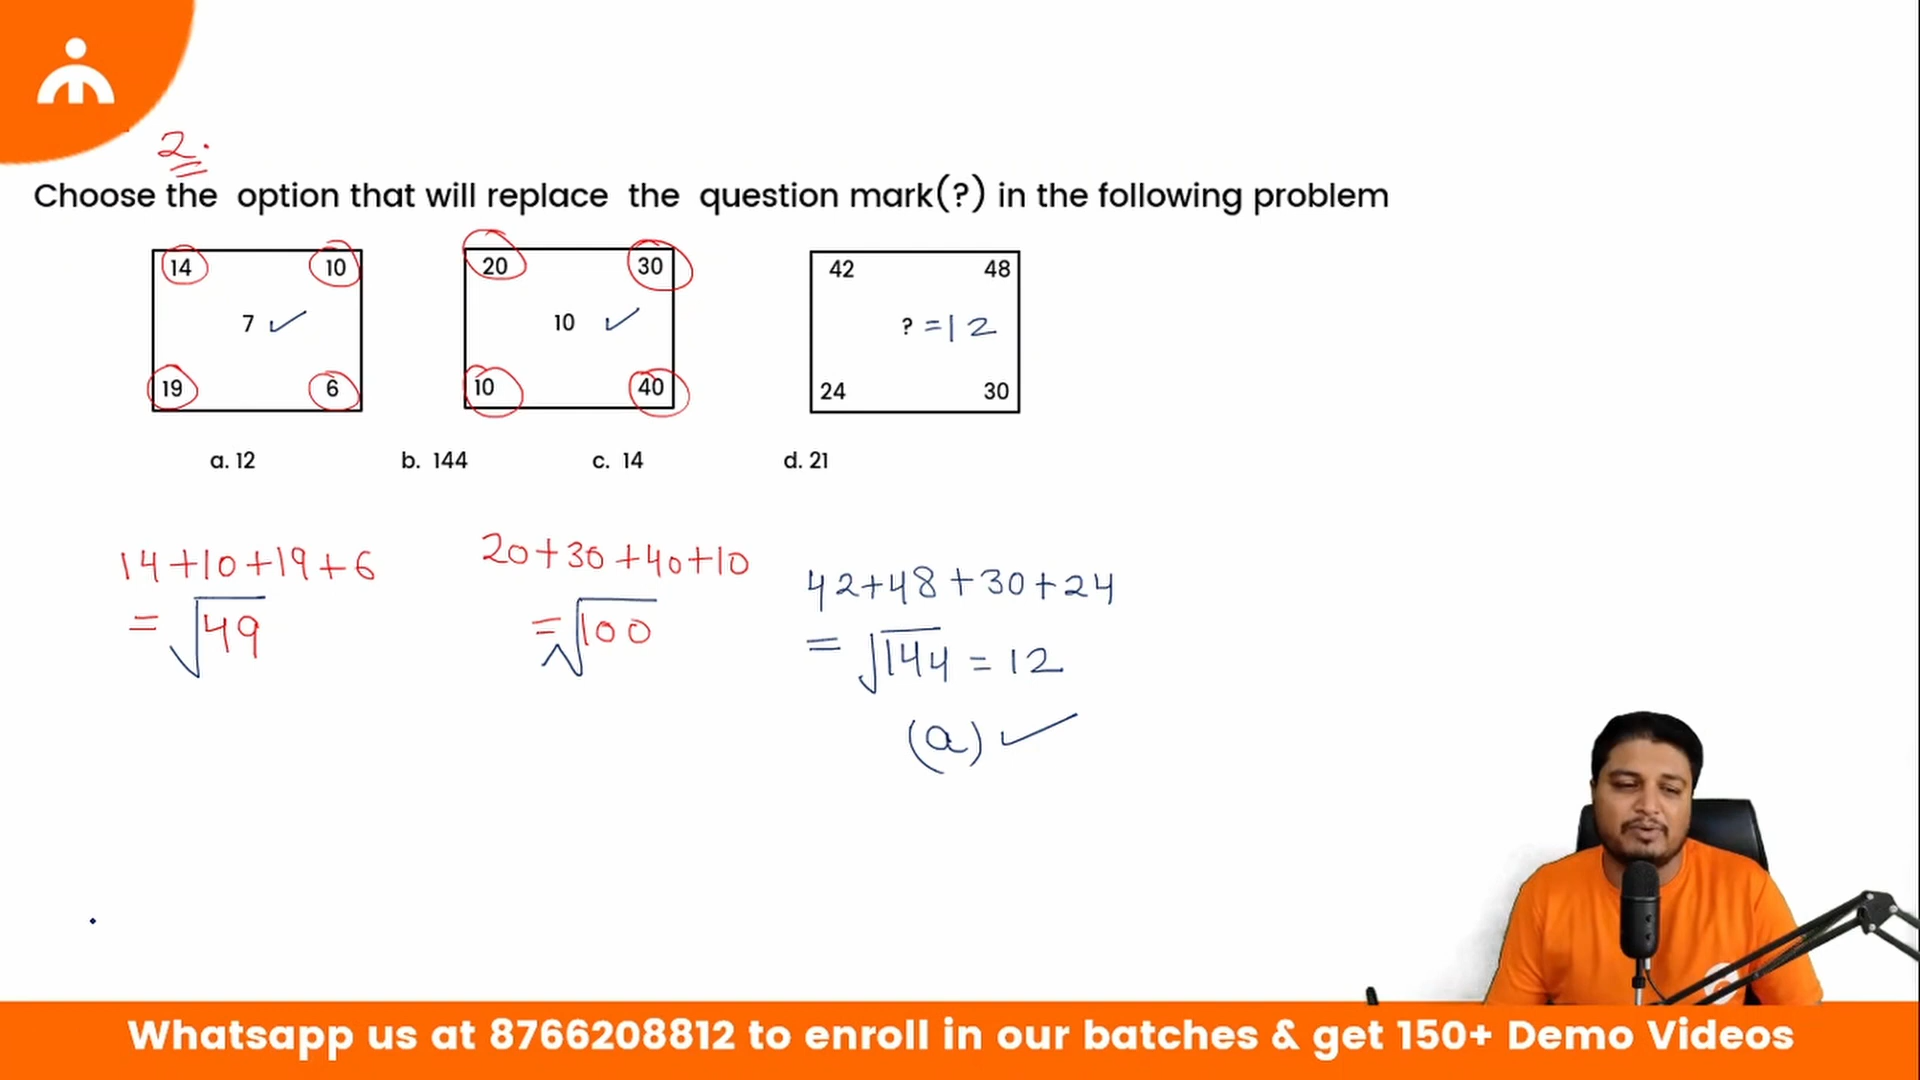 2.
Choose the option that will replace the question mark(?) in the following problem
14 10
7
19 6
20 30
10
10 40
42 48
? = 12
24 30
a. 12 b. 144 c. 14 d. 21
14+10+19+6
= √49
20+30+40+10
= √100
42+48+30+24
= √144 = 12
(a) ✓
Whatsapp us at 8766208812 to enroll in our batches & get 150+ Demo Videos